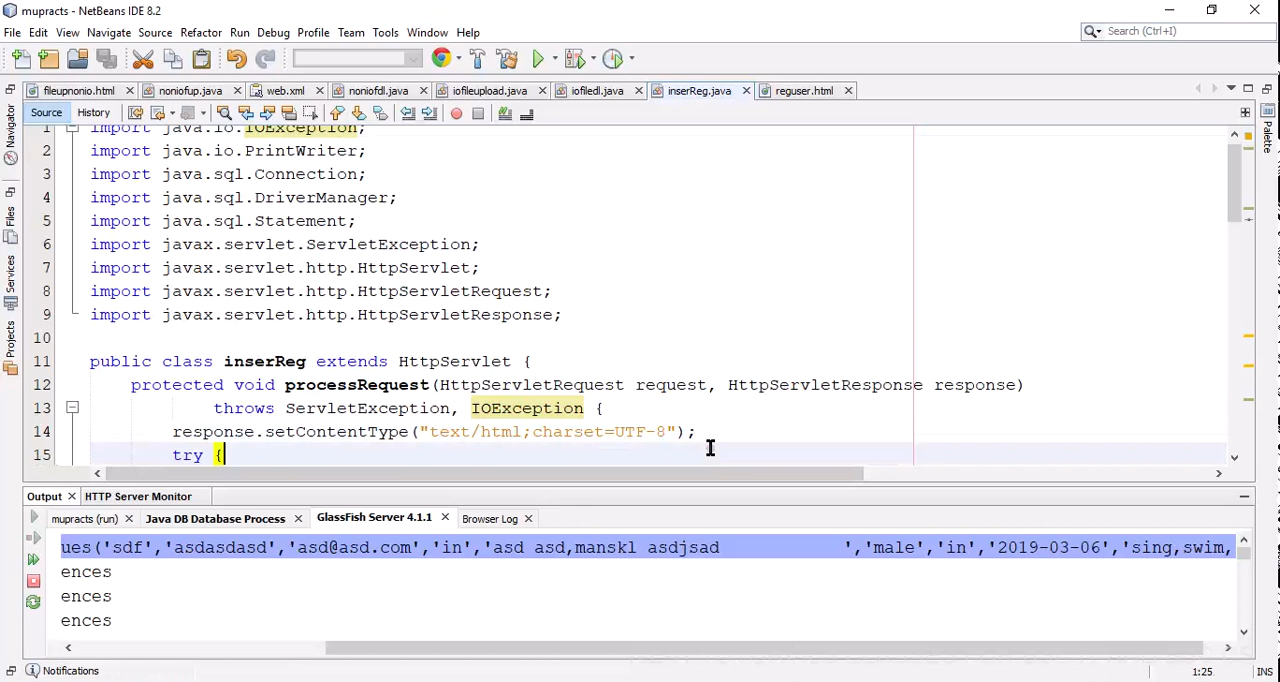 mupracts - NetBeans IDE 8.2
File Edit View Navigate Source Refactor Run Debug Profile Team Tools Window Help
Search (Ctrl+I)
filennonio.html noniofup.java web.xml noniofdl.java iofileupload.java iofiledl.java inserReg.java reguser.html
Source History
Navigator
Files
Services
Projects
Palette
1 import java.io.IOException;
2 import java.io.PrintWriter;
3 import java.sql.Connection;
4 import java.sql.DriverManager;
5 import java.sql.Statement;
6 import javax.servlet.ServletException;
7 import javax.servlet.http.HttpServlet;
8 import javax.servlet.http.HttpServletRequest;
9 import javax.servlet.http.HttpServletResponse;
10
11 public class inserReg extends HttpServlet {
12 protected void processRequest(HttpServletRequest request, HttpServletResponse response)
13 throws ServletException, IOException {
14 response.setContentType("text/html;charset=UTF-8");
15 try {
Output HTTP Server Monitor
mupracts (run) Java DB Database Process GlassFish Server 4.1.1 Browser Log
ues('sdf','asdasdasd','asd@asd.com','in','asd asd,manskl asdjsad ','male','in','2019-03-06','sing,swim,
ences
ences
ences
Notifications
1:25
INS